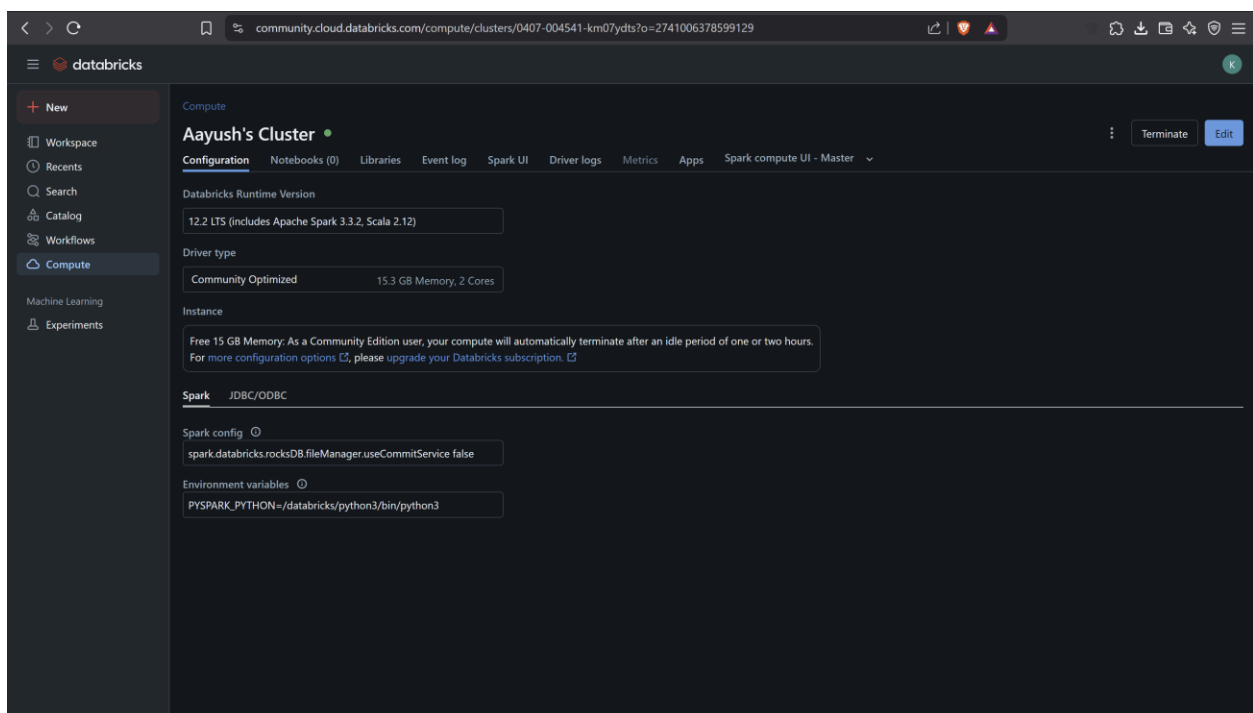 community.cloud.databricks.com/compute/clusters/0407-004541-km07ydts?o=2741006378599129
databricks
K
New
Workspace
Recents
Search
Catalog
Workflows
Compute
Machine Learning
Experiments
Compute
Aayush's Cluster
Terminate
Edit
Configuration Notebooks (0) Libraries Event log Spark UI Driver logs Metrics Apps Spark compute UI - Master
Databricks Runtime Version
12.2 LTS (includes Apache Spark 3.3.2, Scala 2.12)
Driver type
Community Optimized 15.3 GB Memory, 2 Cores
Instance
Free 15 GB Memory: As a Community Edition user, your compute will automatically terminate after an idle period of one or two hours.
For more configuration options, please upgrade your Databricks subscription.
Spark JDBC/ODBC
Spark config
spark.databricks.rocksDB.fileManager.useCommitService false
Environment variables
PYSPARK_PYTHON=/databricks/python3/bin/python3